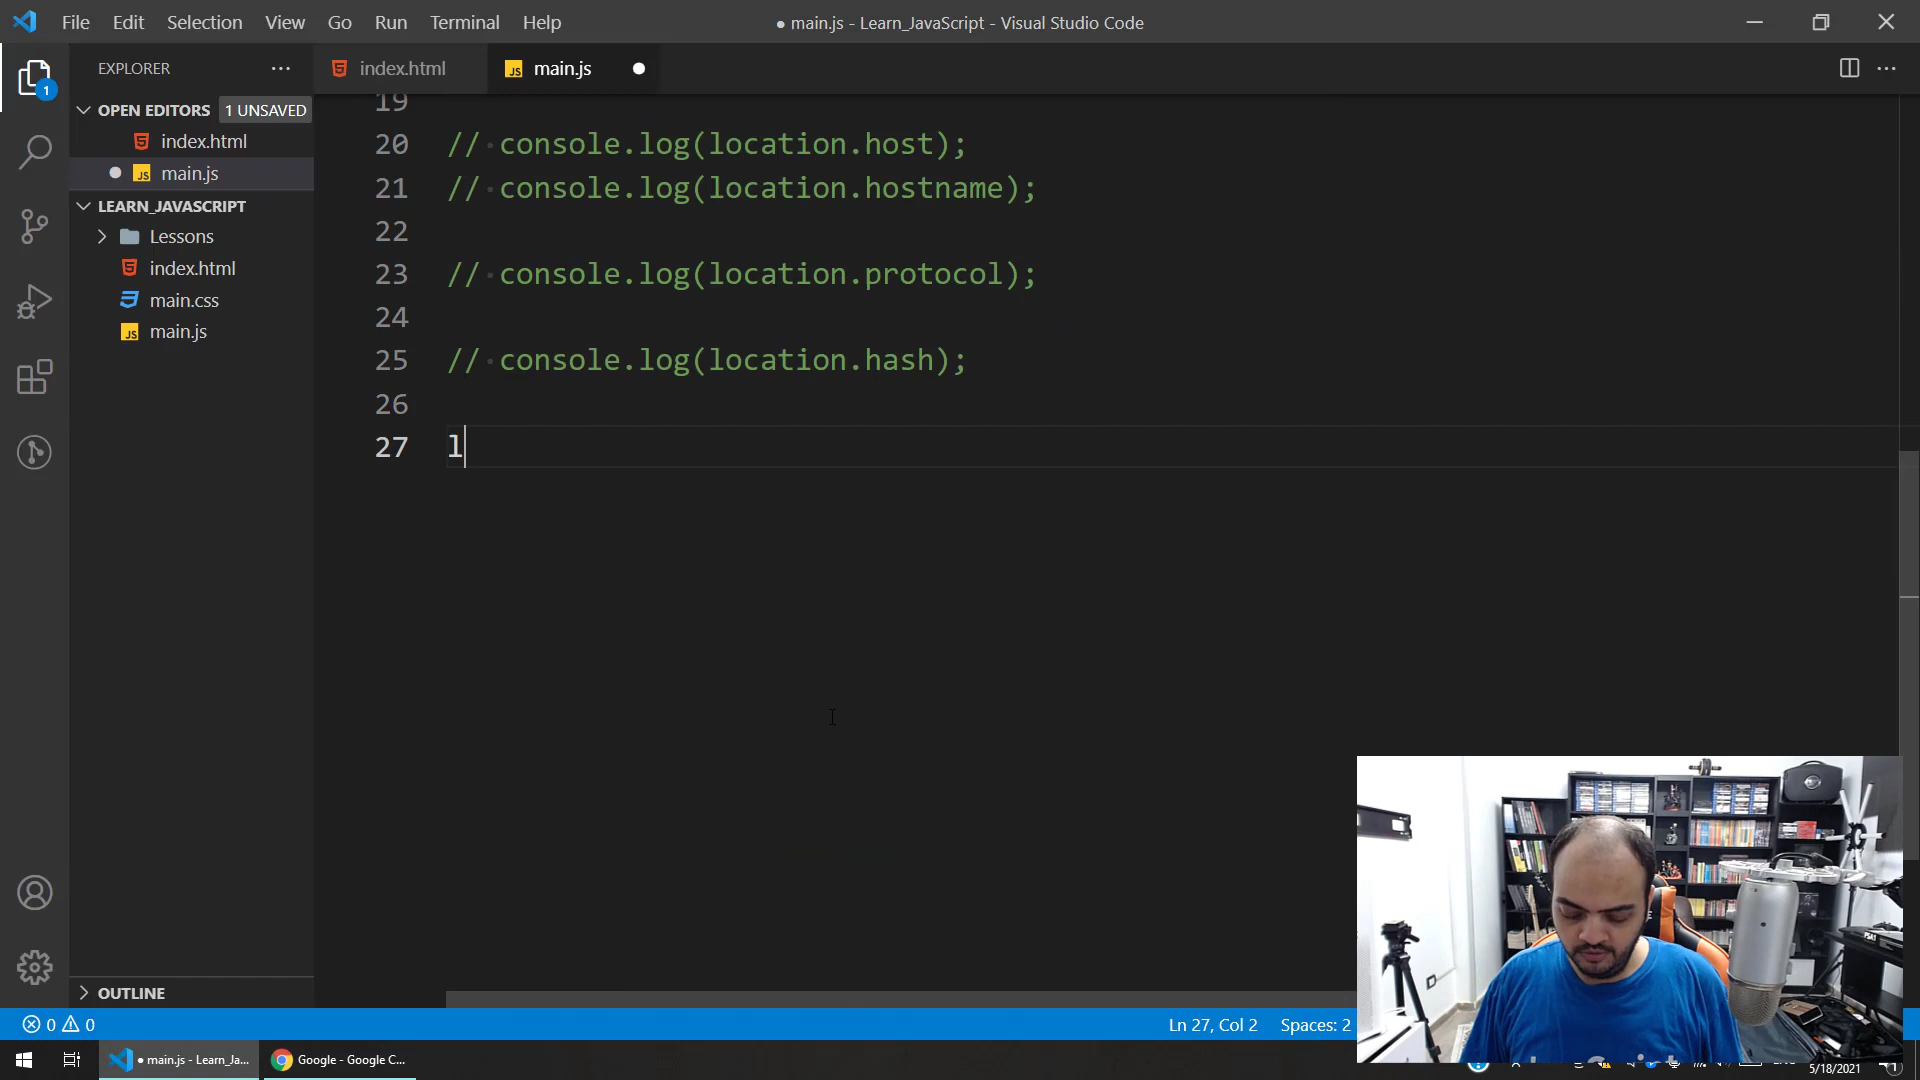 File Edit Selection View Go Run Terminal Help
● main.js - Learn_JavaScript - Visual Studio Code
EXPLORER
index.html
main.js
OPEN EDITORS 1 UNSAVED
index.html
main.js
LEARN_JAVASCRIPT
Lessons
index.html
main.css
main.js
OUTLINE
19
20 // console.log(location.host);
21 // console.log(location.hostname);
22
23 // console.log(location.protocol);
24
25 // console.log(location.hash);
26
27 l
0 0
Ln 27, Col 2 Spaces: 2
● main.js - Learn_Ja...
Google - Google C...
5/18/2021